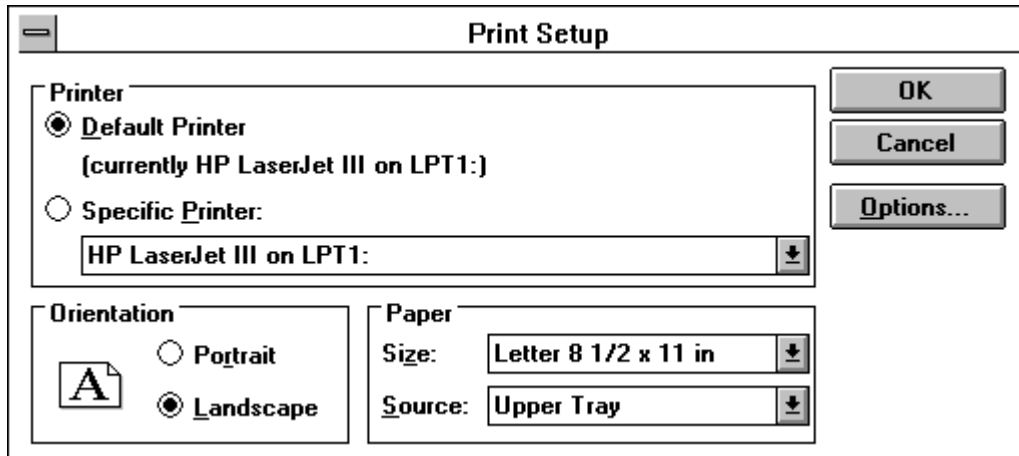 Print Setup
Printer
Default Printer
(currently HP LaserJet III on LPT1:)
Specific Printer:
HP LaserJet III on LPT1:
OK
Cancel
Options...
Orientation
A
Portrait
Landscape
Paper
Size: Letter 8 1/2 x 11 in
Source: Upper Tray